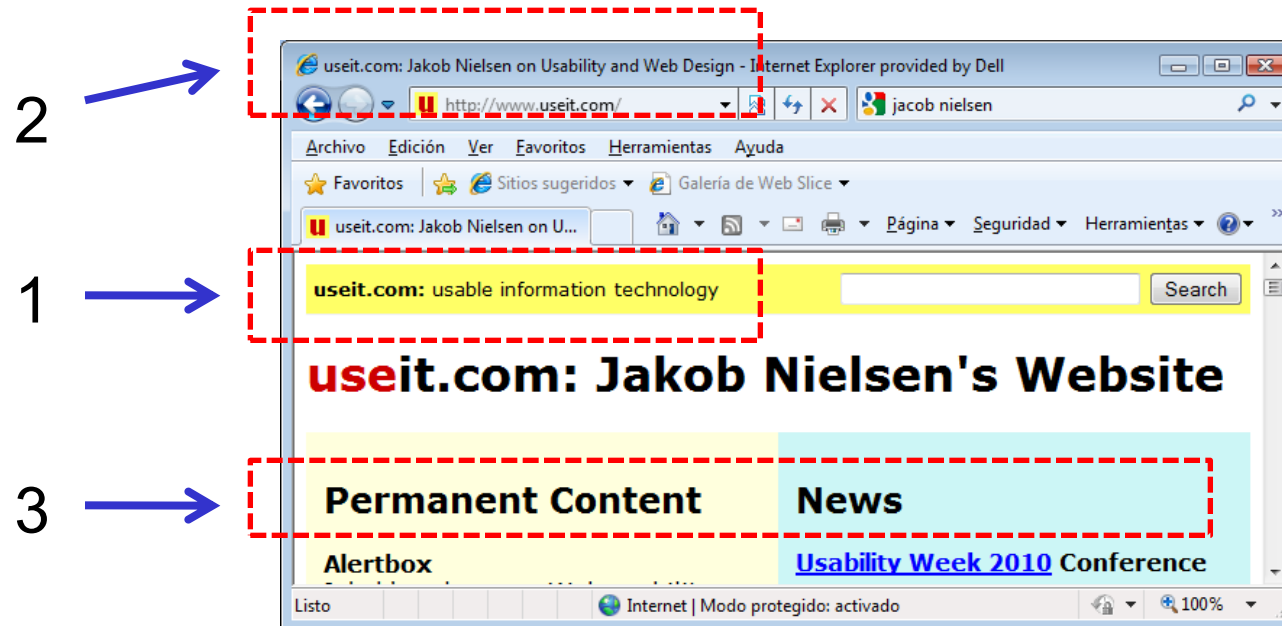 2
useit.com: Jakob Nielsen on Usability and Web Design - Internet Explorer provided by Dell
u http://www.useit.com/ jacob nielsen
Archivo Edición Ver Favoritos Herramientas Ayuda
Favoritos Sitios sugeridos Galería de Web Slice
u useit.com: Jakob Nielsen on U... Página Seguridad Herramientas
1
useit.com: usable information technology Search
useit.com: Jakob Nielsen's Website
3
Permanent Content News
Alertbox Usability Week 2010 Conference
Listo Internet | Modo protegido: activado 100%